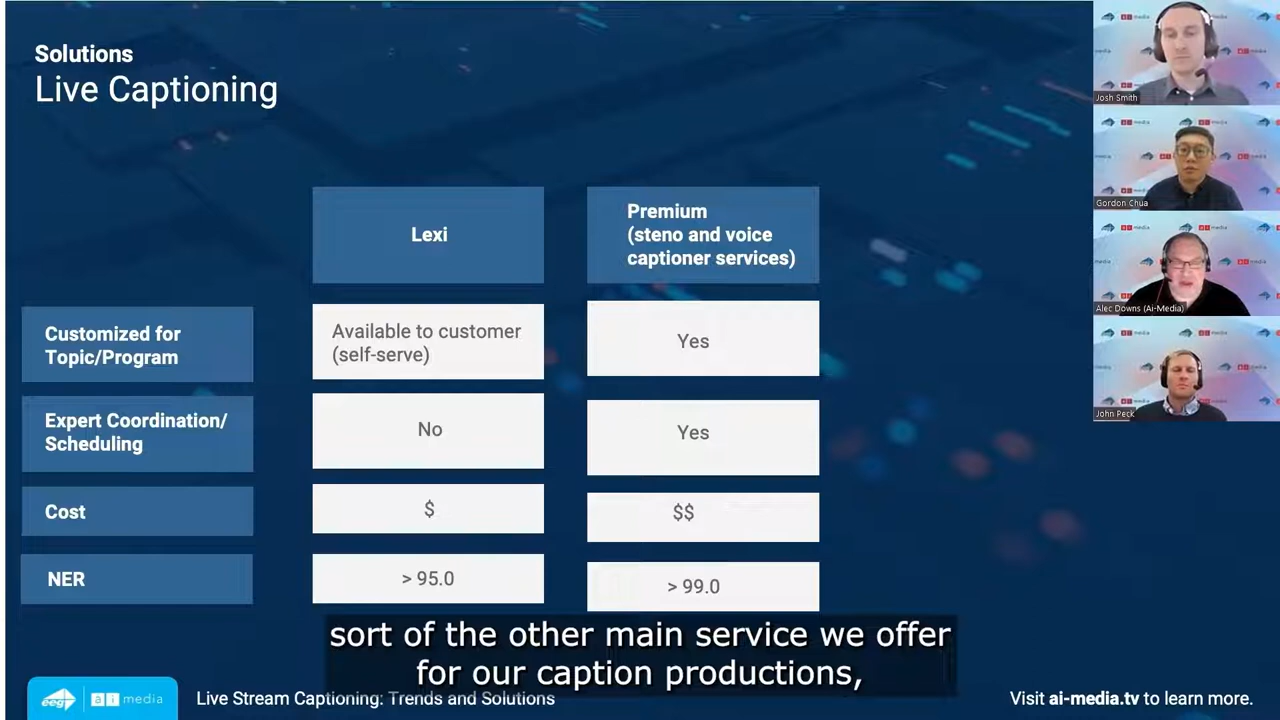 Solutions
Live Captioning
Lexi
Premium
(steno and voice
captioner services)
Customized for
Topic/Program
Available to customer
(self-serve)
Yes
Expert Coordination/
Scheduling
No
Yes
Cost
$
$$
NER
> 95.0
> 99.0
sort of the other main service we offer
for our caption productions,
eeg
ai media
Live Stream Captioning: Trends and Solutions
Visit ai-media.tv to learn more.
Josh Smith
Gordon Chua
Alec Downs (Ai-Media)
John Peck